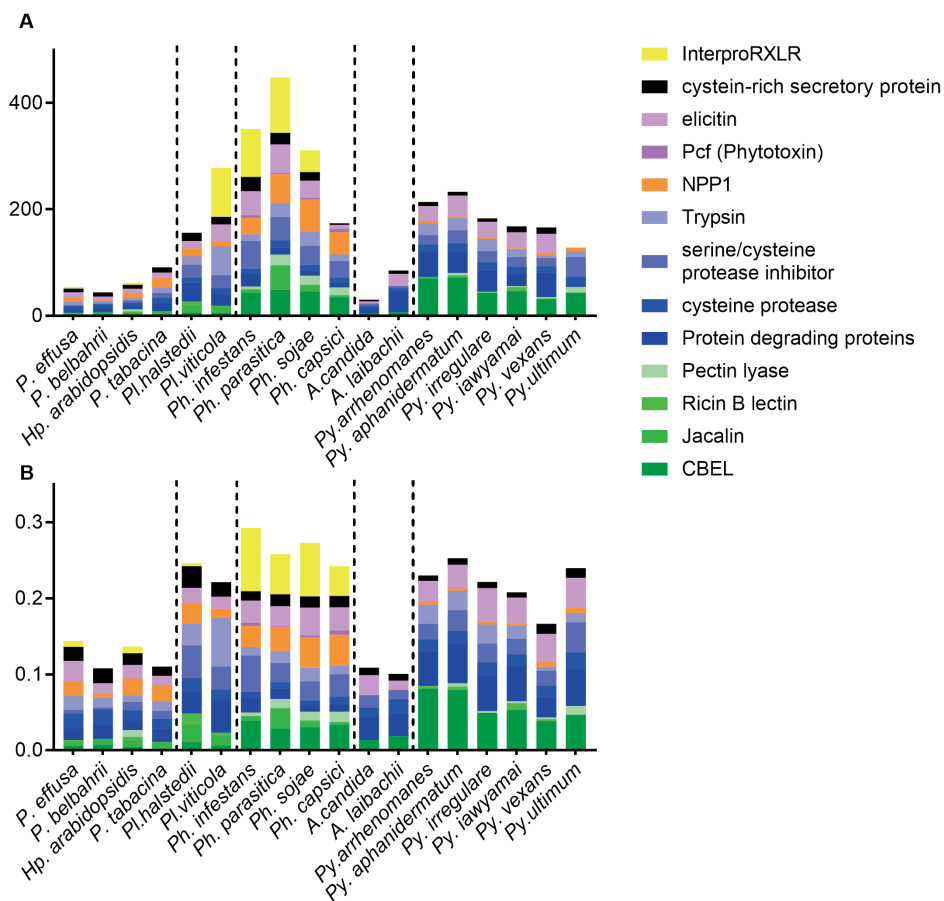 A
400
200
0
P. effusa
P. belbahrii
Hp. arabidopsidis
P. tabacina
Pl.halstedii
Pl.viticola
Ph. infestans
Ph. parasitica
Ph. sojae
Ph. capsici
A.candida
A. laibachii
Py.arrhenomanes
Py. aphanidermatum
Py. irregulare
Py. iawyamai
Py. vexans
Py.ultimum
InterproRXLR
cystein-rich secretory protein
elicitin
Pcf (Phytotoxin)
NPP1
Trypsin
serine/cysteine
protease inhibitor
cysteine protease
Protein degrading proteins
Pectin lyase
Ricin B lectin
Jacalin
CBEL
B
0.3
0.2
0.1
0.0
P. effusa
P. belbahrii
Hp. arabidopsidis
P. tabacina
Pl.halstedii
Pl.viticola
Ph. infestans
Ph. parasitica
Ph. sojae
Ph. capsici
A.candida
A. laibachii
Py.arrhenomanes
Py. aphanidermatum
Py. irregulare
Py. iawyamai
Py. vexans
Py.ultimum